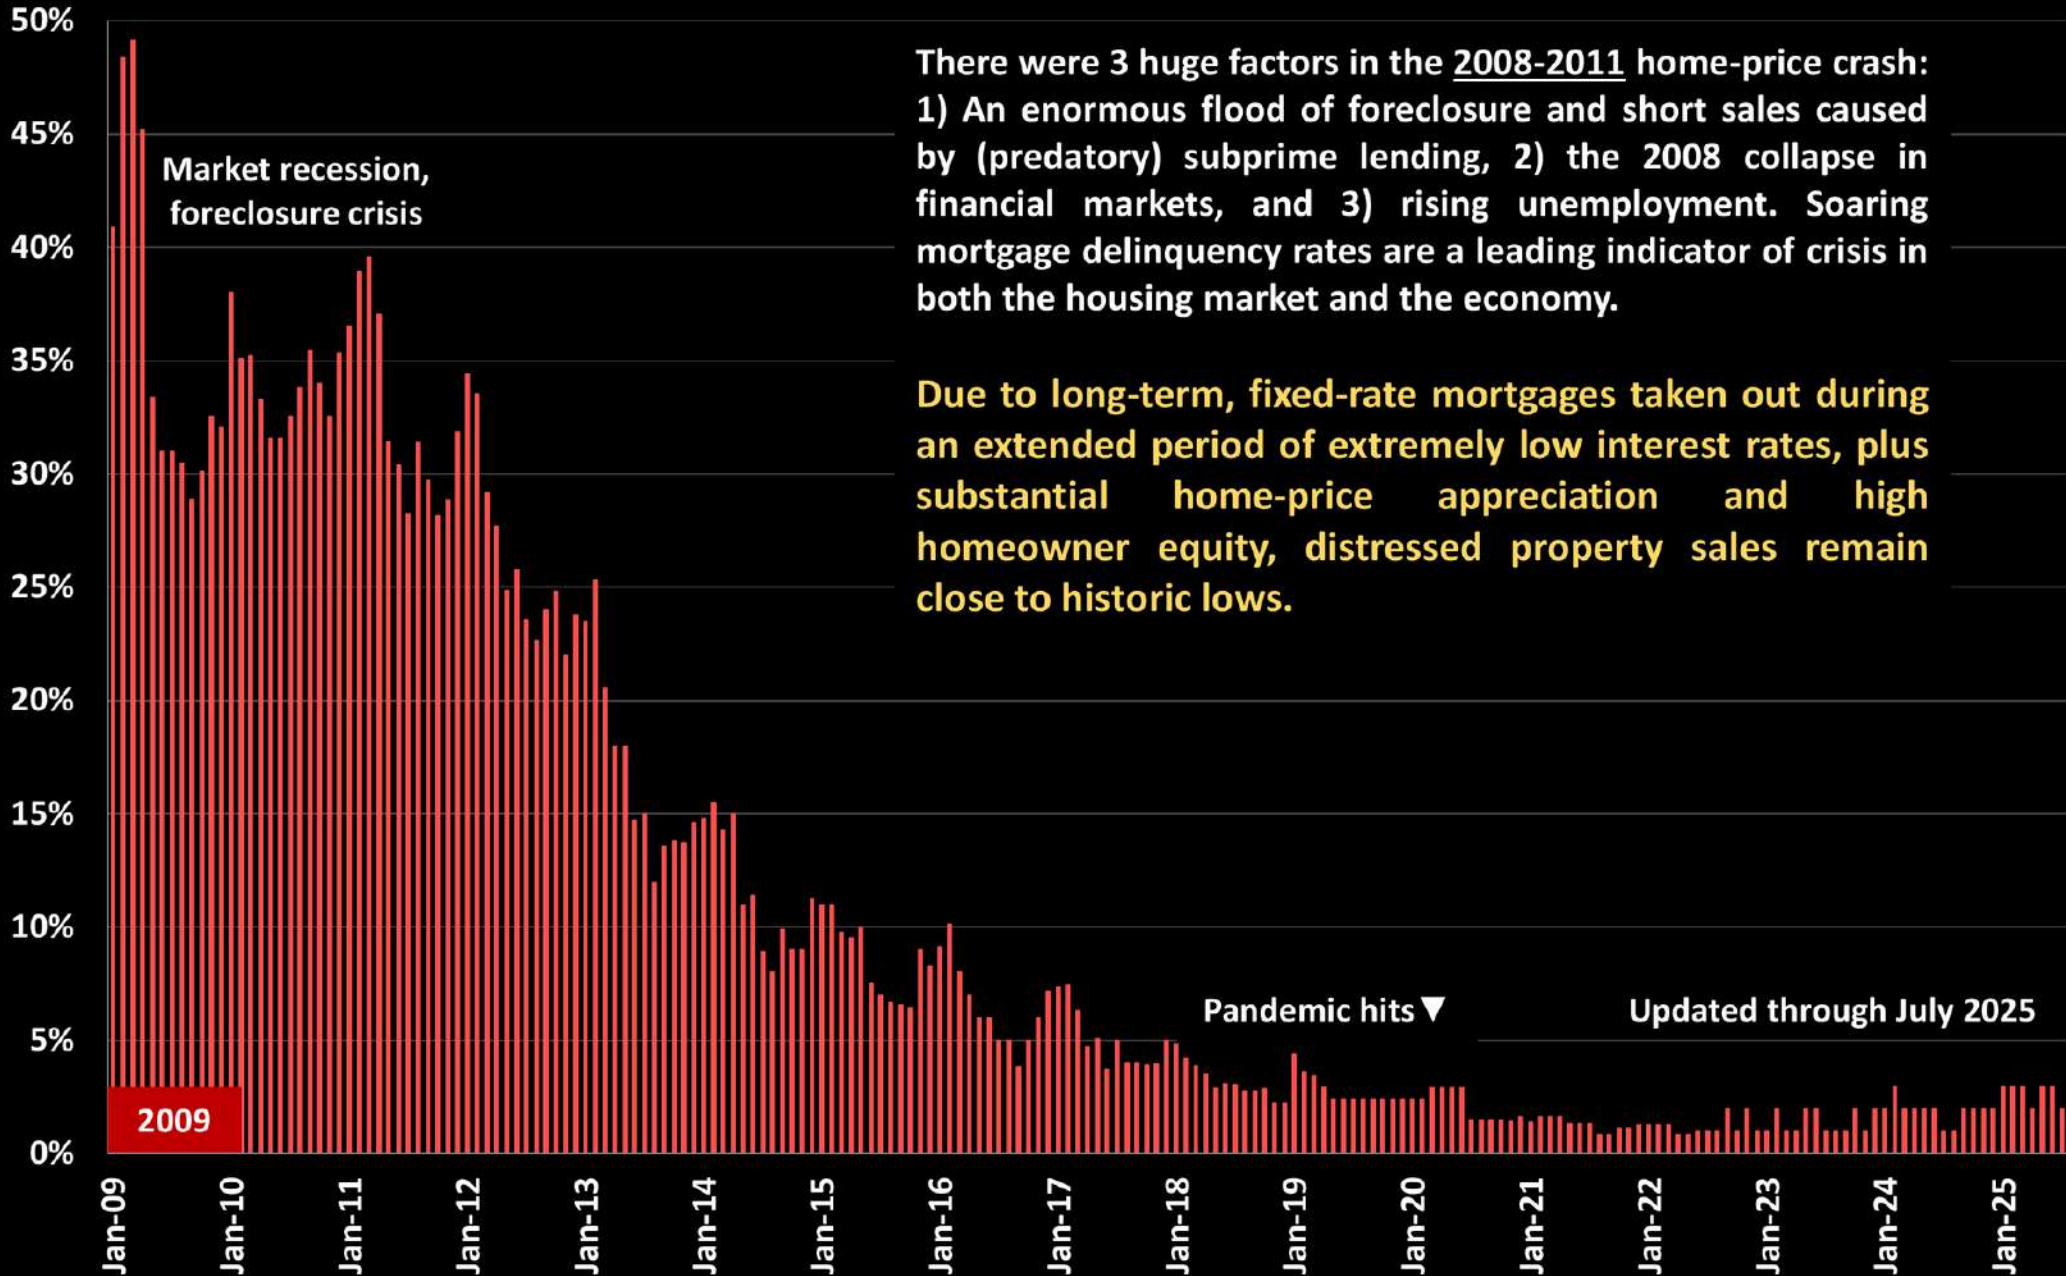 50%
45%
40%
35%
30%
25%
20%
15%
10%
5%
0%
There were 3 huge factors in the 2008-2011 home-price crash:
1) An enormous flood of foreclosure and short sales caused
by (predatory) subprime lending, 2) the 2008 collapse in
financial markets, and 3) rising unemployment. Soaring
mortgage delinquency rates are a leading indicator of crisis in
both the housing market and the economy.
Market recession,
foreclosure crisis
Due to long-term, fixed-rate mortgages taken out during
an extended period of extremely low interest rates, plus
substantial home-price appreciation and high
homeowner equity, distressed property sales remain
close to historic lows.
Pandemic hits ▼
Updated through July 2025
2009
Jan-09
Jan-10
Jan-11
Jan-12
Jan-13
Jan-14
Jan-15
Jan-16
Jan-17
Jan-18
Jan-19
Jan-20
Jan-21
Jan-22
Jan-23
Jan-24
Jan-25